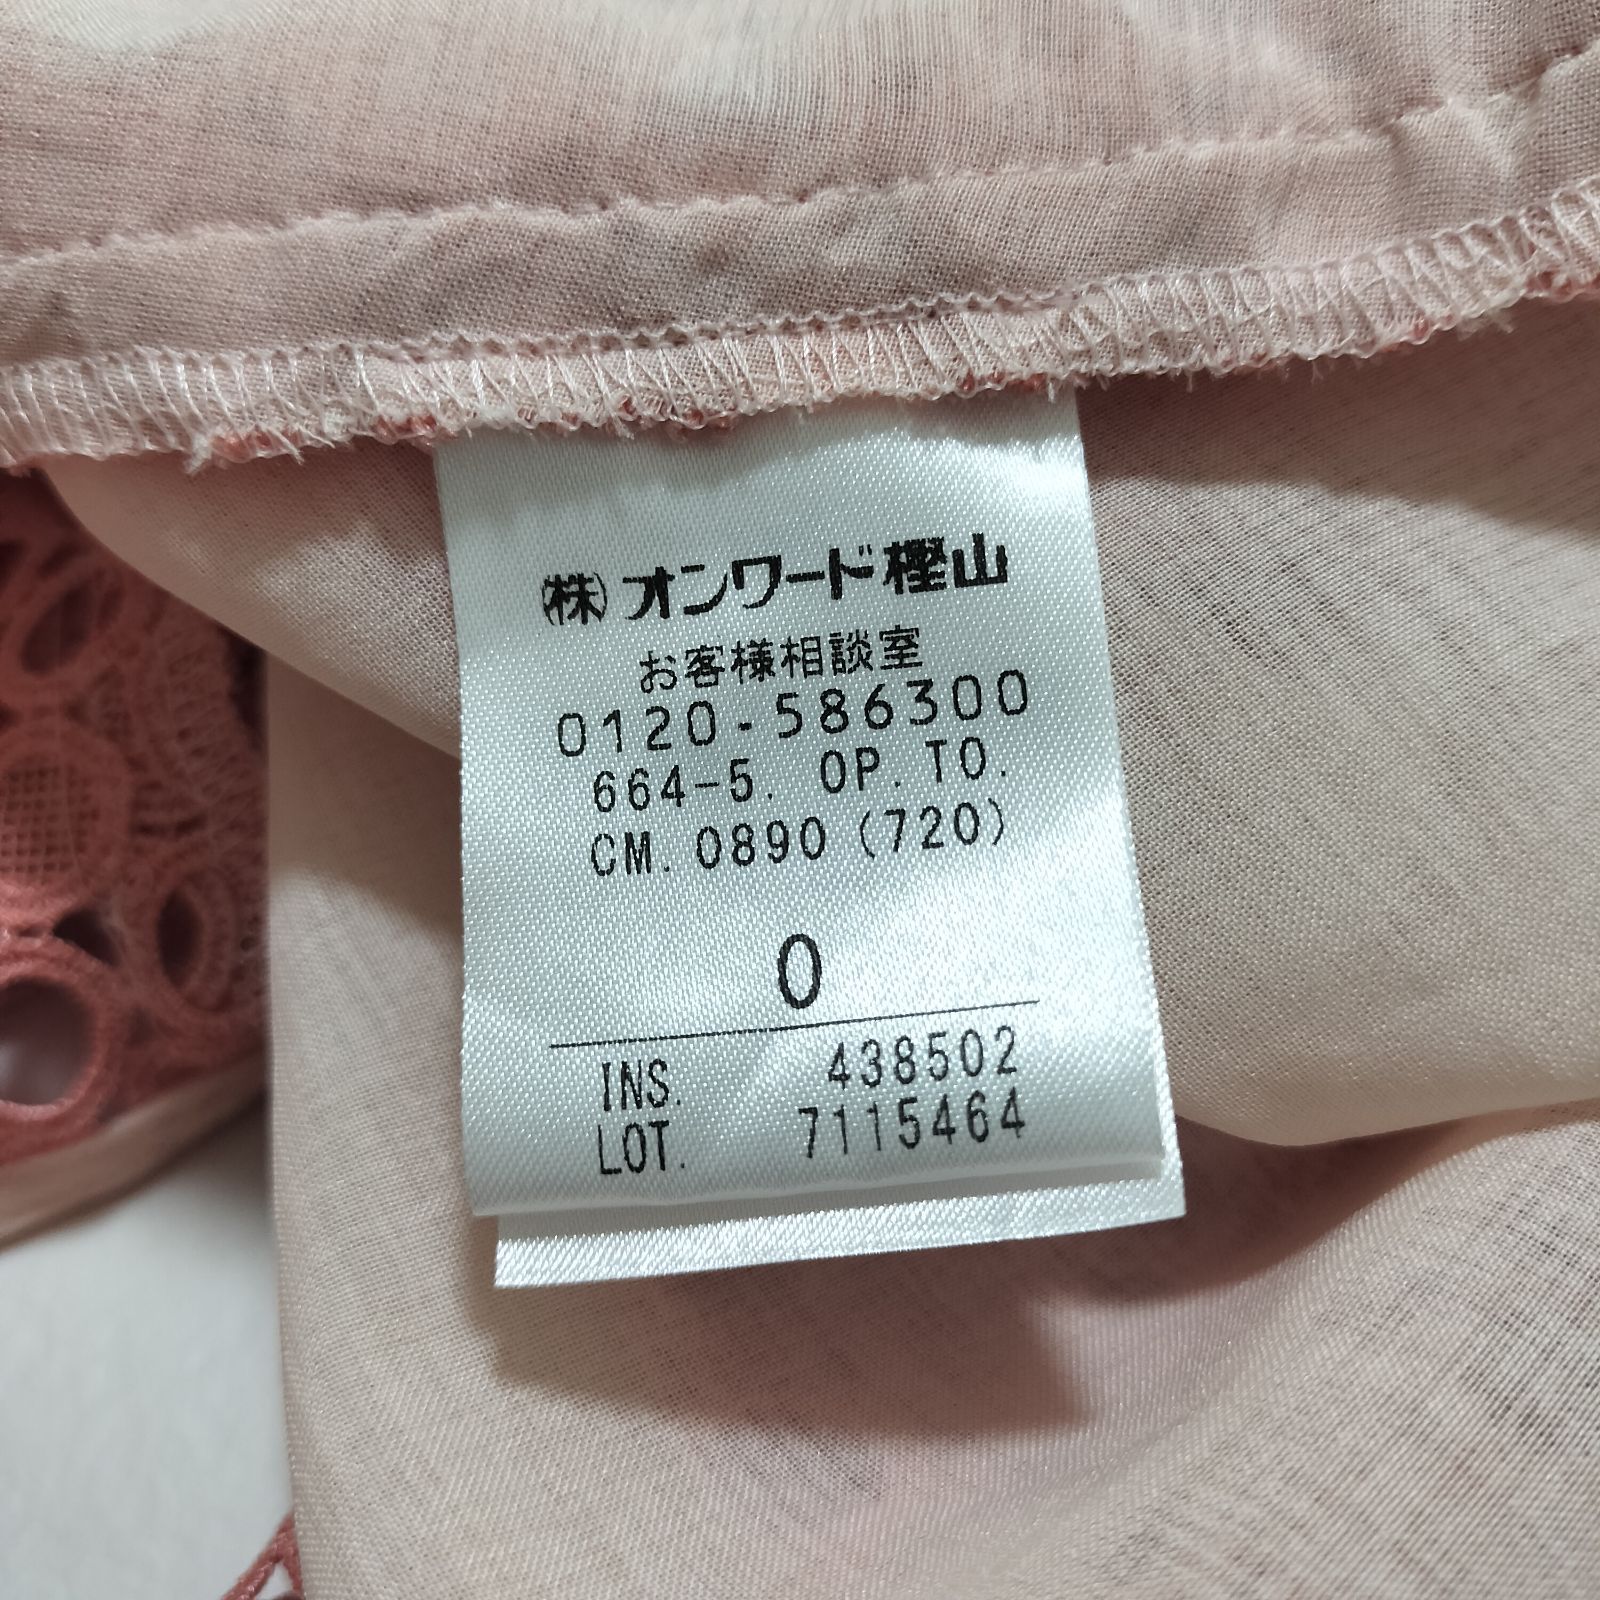 ㈱オンワード樫山
お客様相談室
0120-586300
664-5. OP. TO.
CM. 0890 (720)
0
INS. 438502
LOT. 7115464